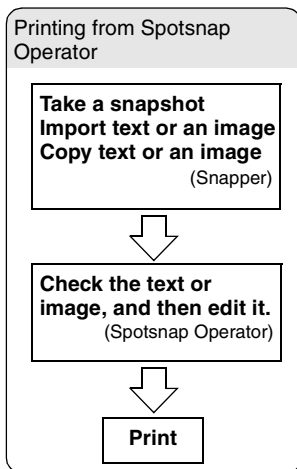 Printing from Spotsnap
Operator
Take a snapshot
Import text or an image
Copy text or an image
(Snapper)
Check the text or
image, and then edit it.
(Spotsnap Operator)
Print